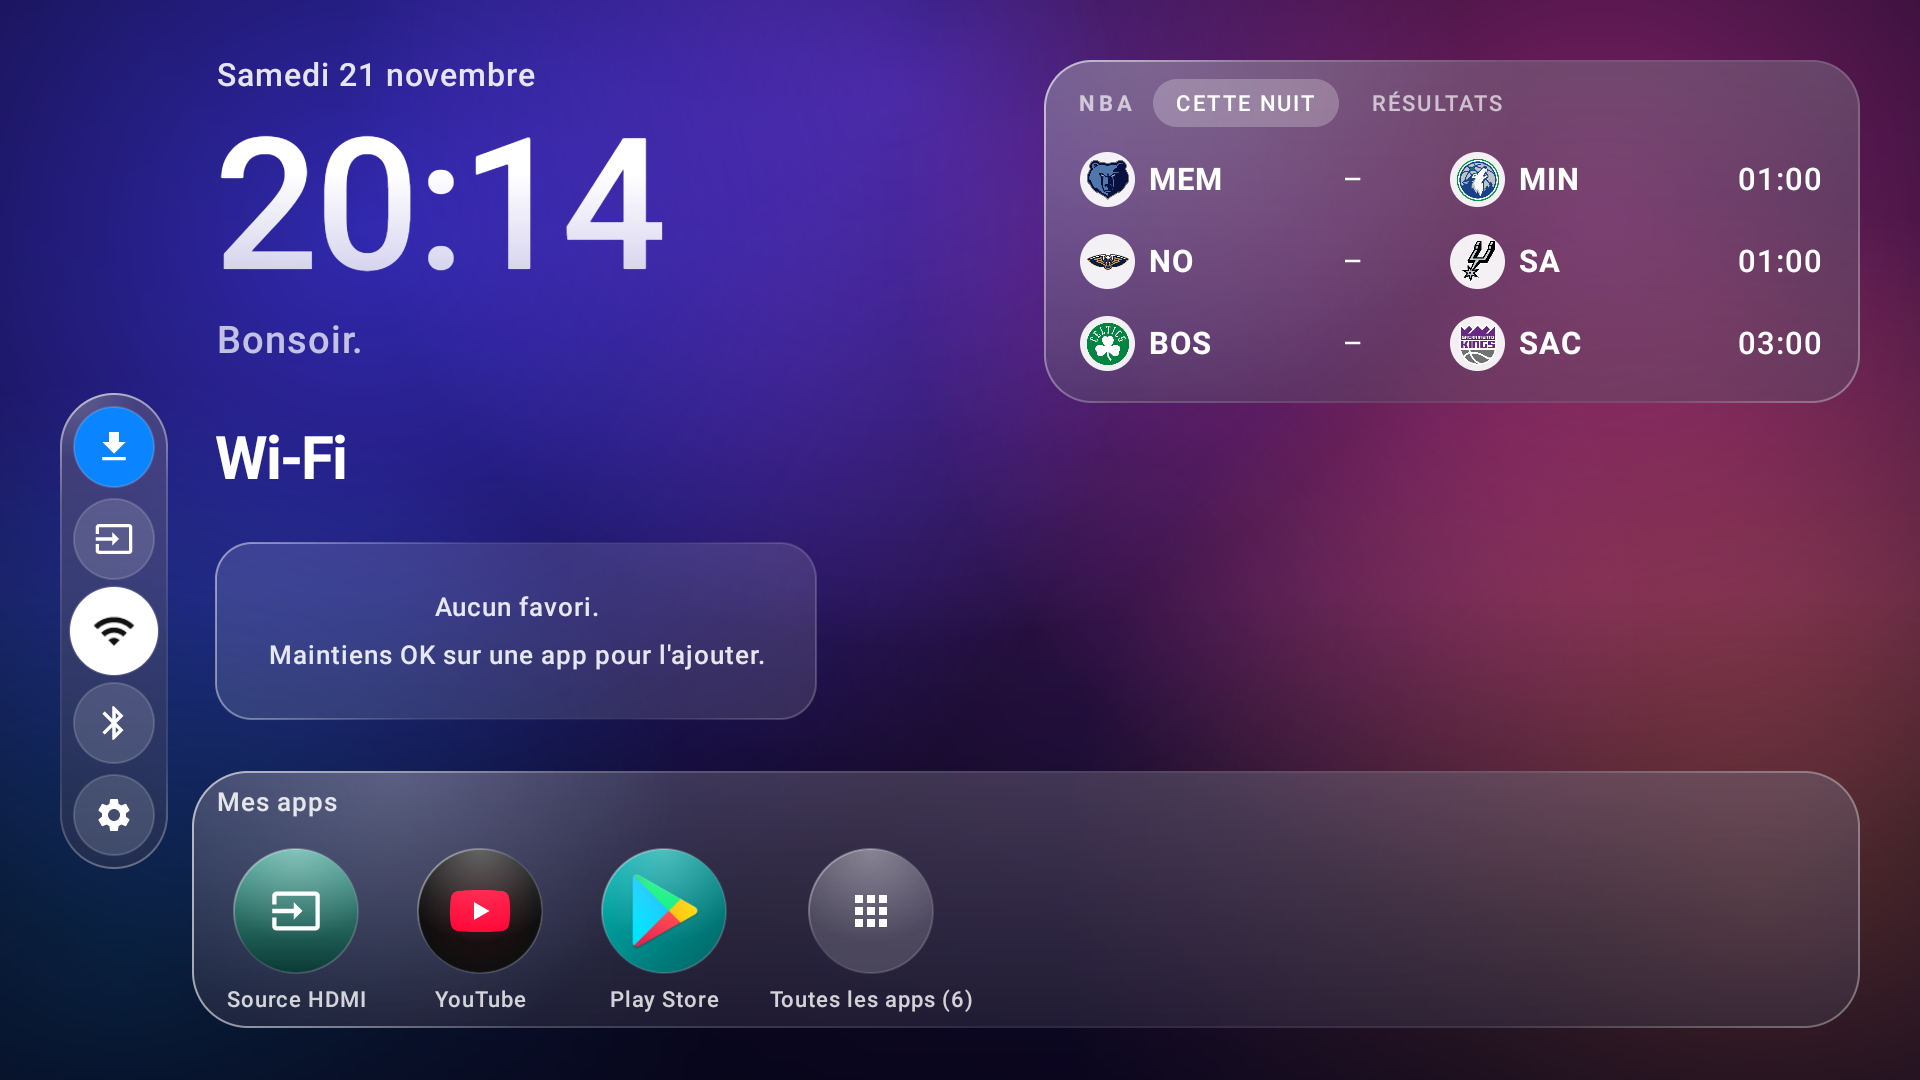 Samedi 21 novembre
20:14
Bonsoir.
NBA CETTE NUIT RÉSULTATS
MEM – MIN 01:00
NO – SA 01:00
BOS – SAC 03:00
Wi-Fi
Aucun favori.
Maintiens OK sur une app pour l'ajouter.
Mes apps
Source HDMI YouTube Play Store Toutes les apps (6)